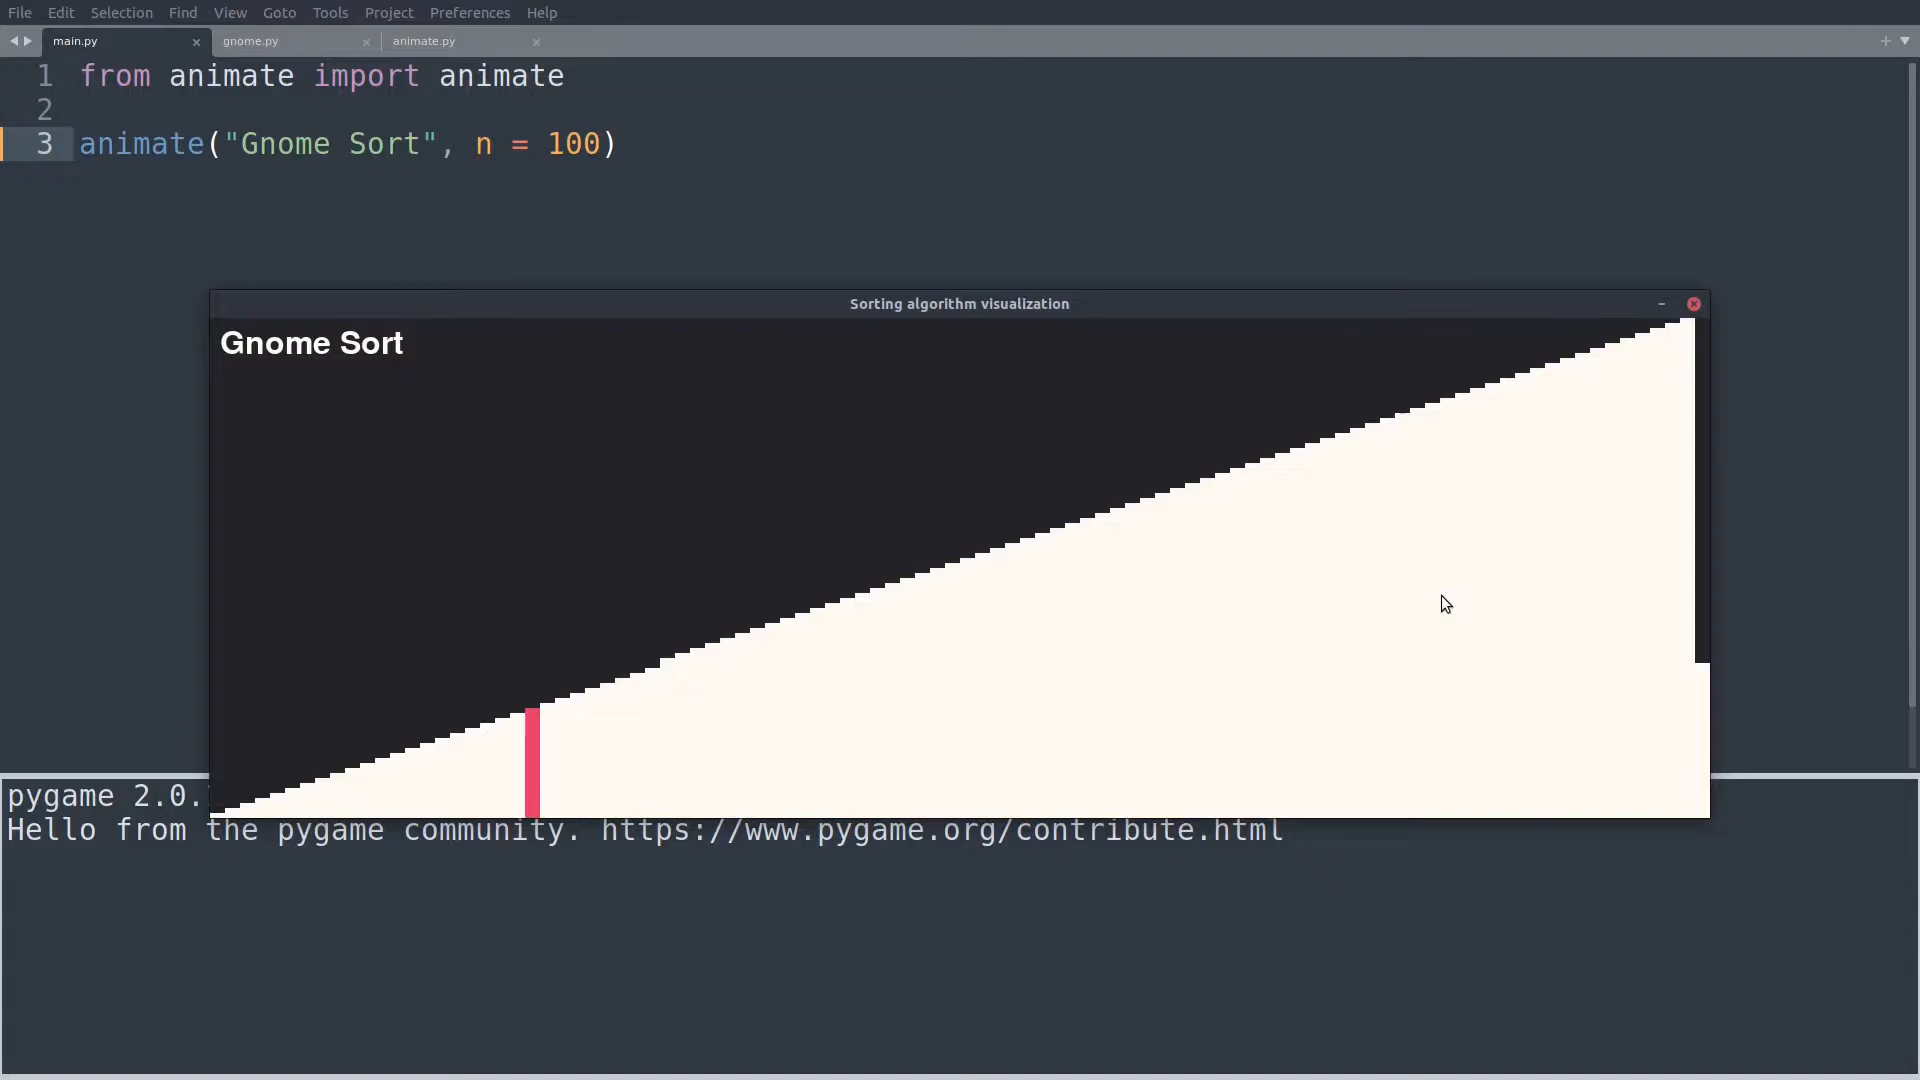 File Edit Selection Find View Goto Tools Project Preferences Help
main.py gnome.py animate.py
1 from animate import animate
2
3 animate("Gnome Sort", n = 100)
Sorting algorithm visualization
Gnome Sort
pygame 2.0.
Hello from the pygame community. https://www.pygame.org/contribute.html